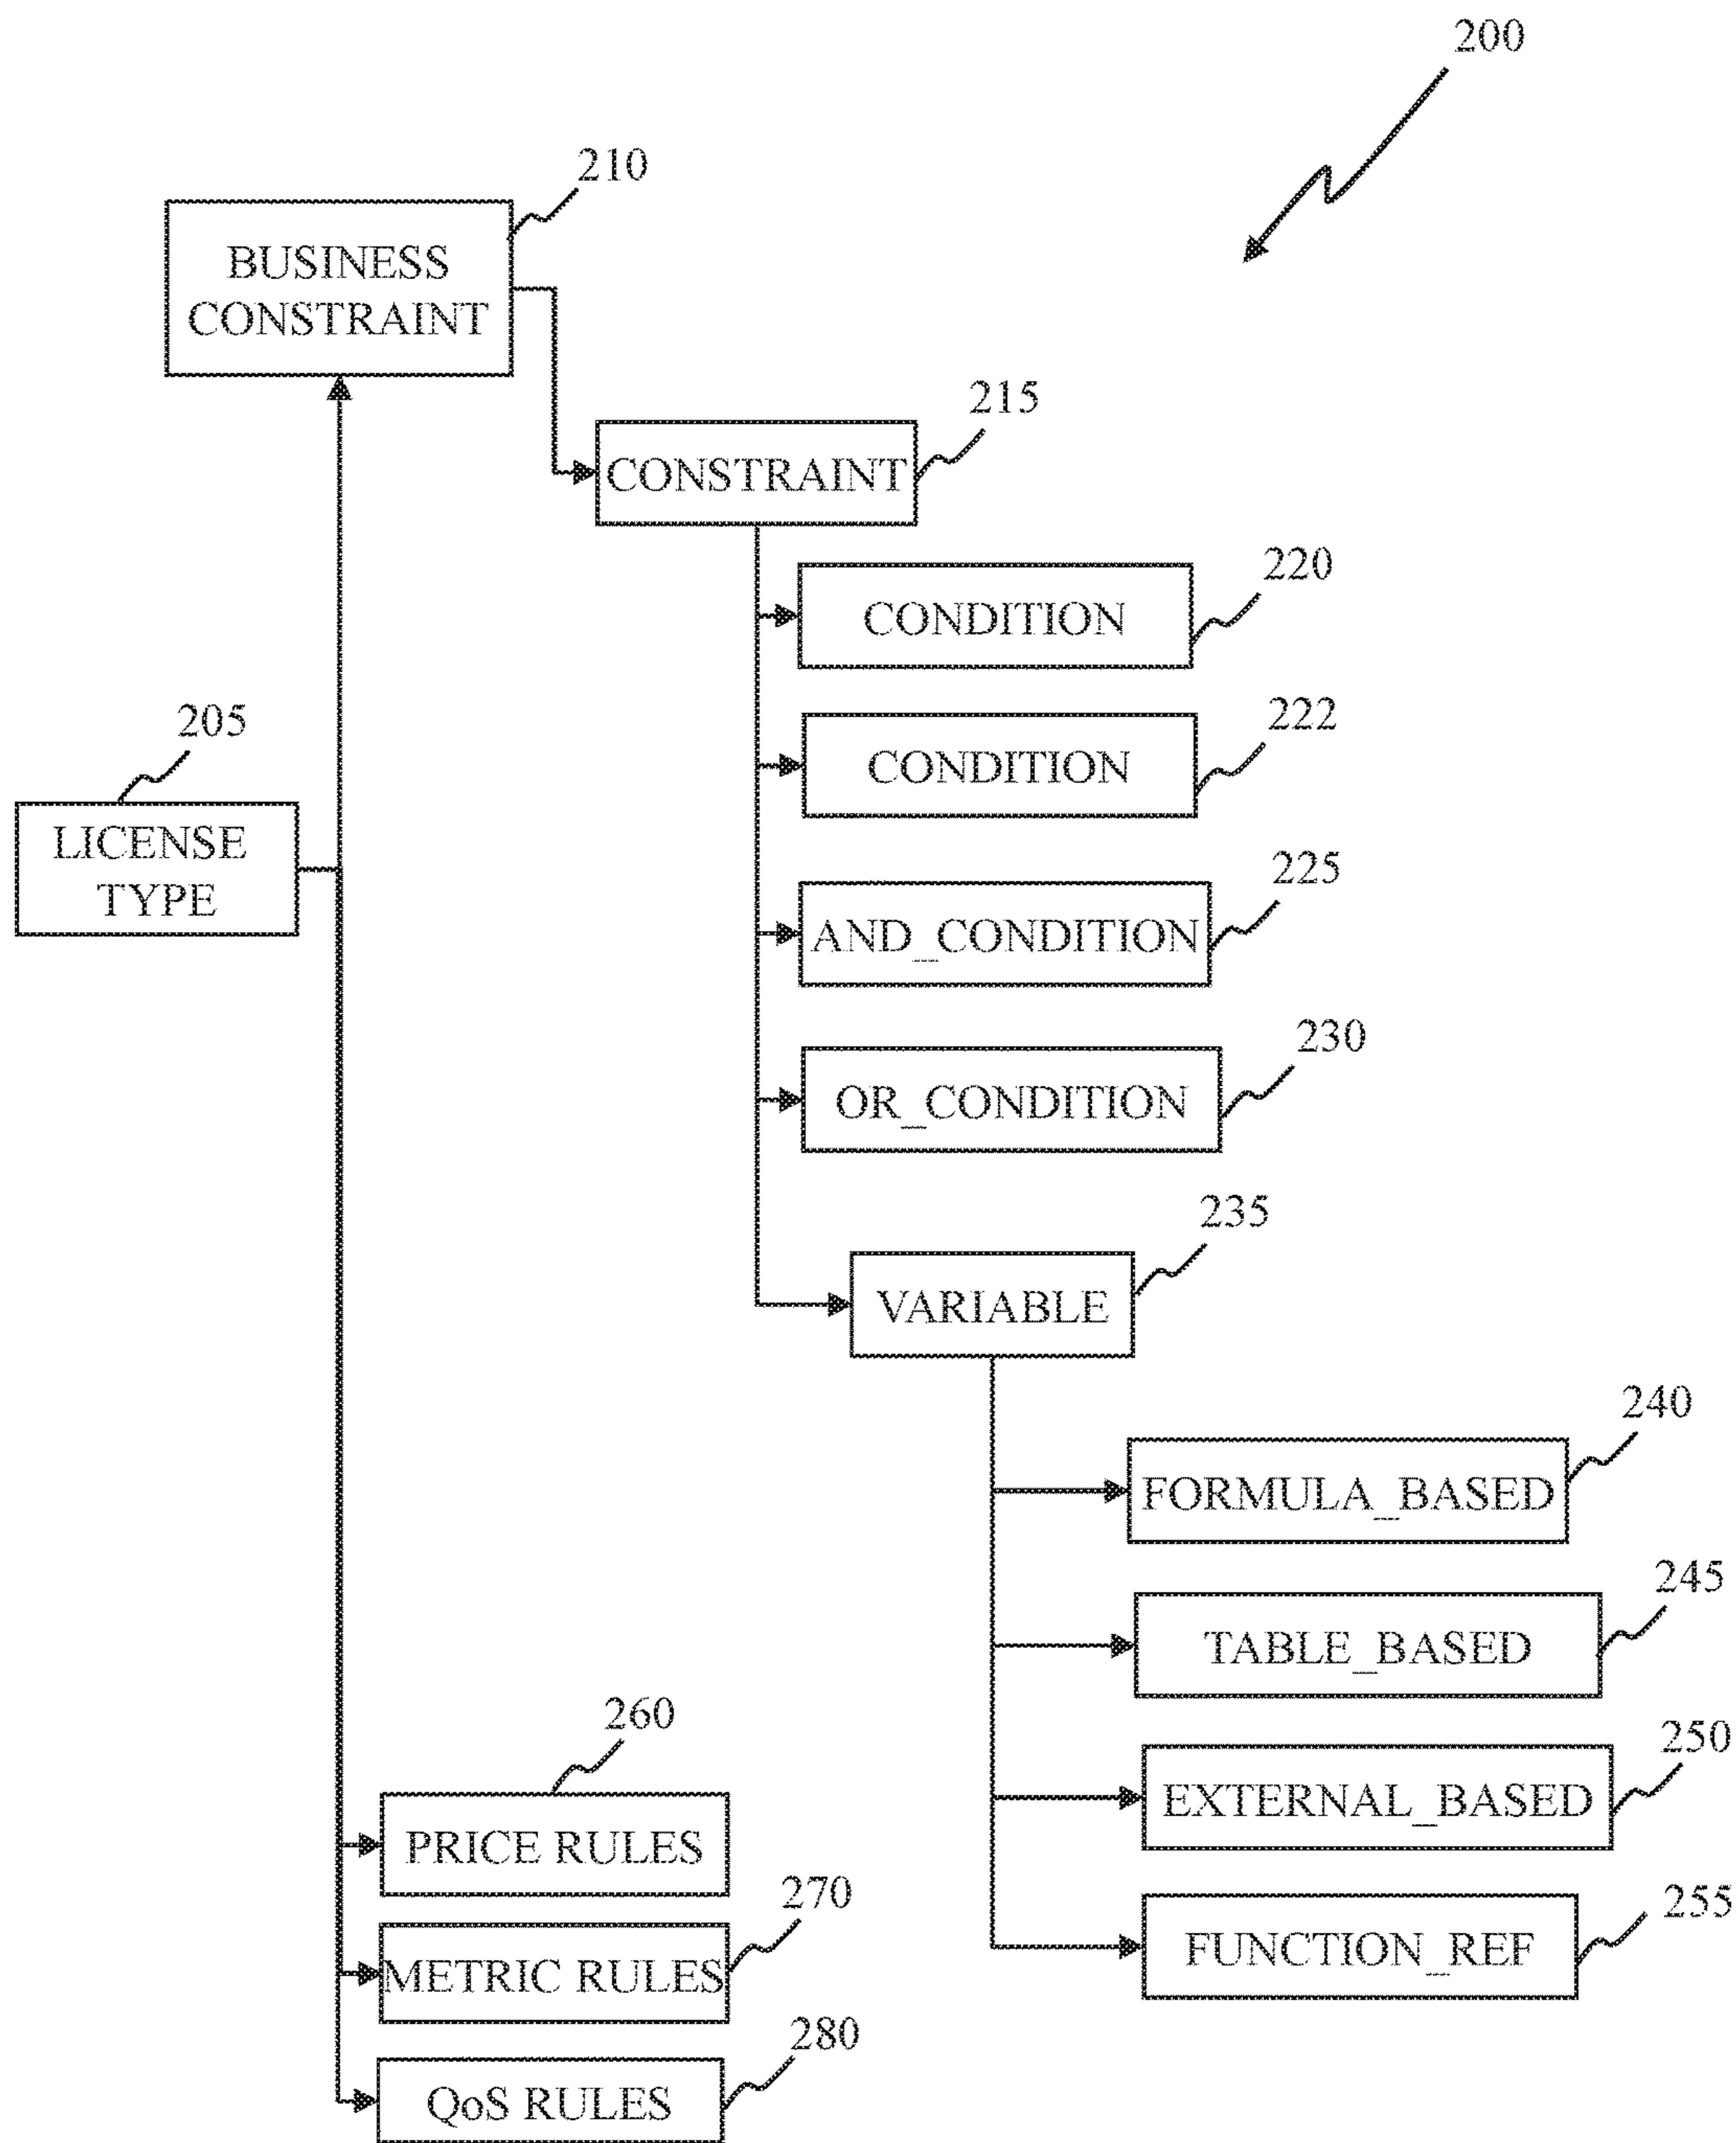 200
210
BUSINESS
CONSTRAINT
215
CONSTRAINT
220
CONDITION
222
CONDITION
205
LICENSE
TYPE
225
AND_CONDITION
230
OR_CONDITION
235
VARIABLE
240
FORMULA_BASED
245
TABLE_BASED
260
PRICE RULES
250
EXTERNAL_BASED
270
METRIC RULES
255
FUNCTION_REF
280
QoS RULES